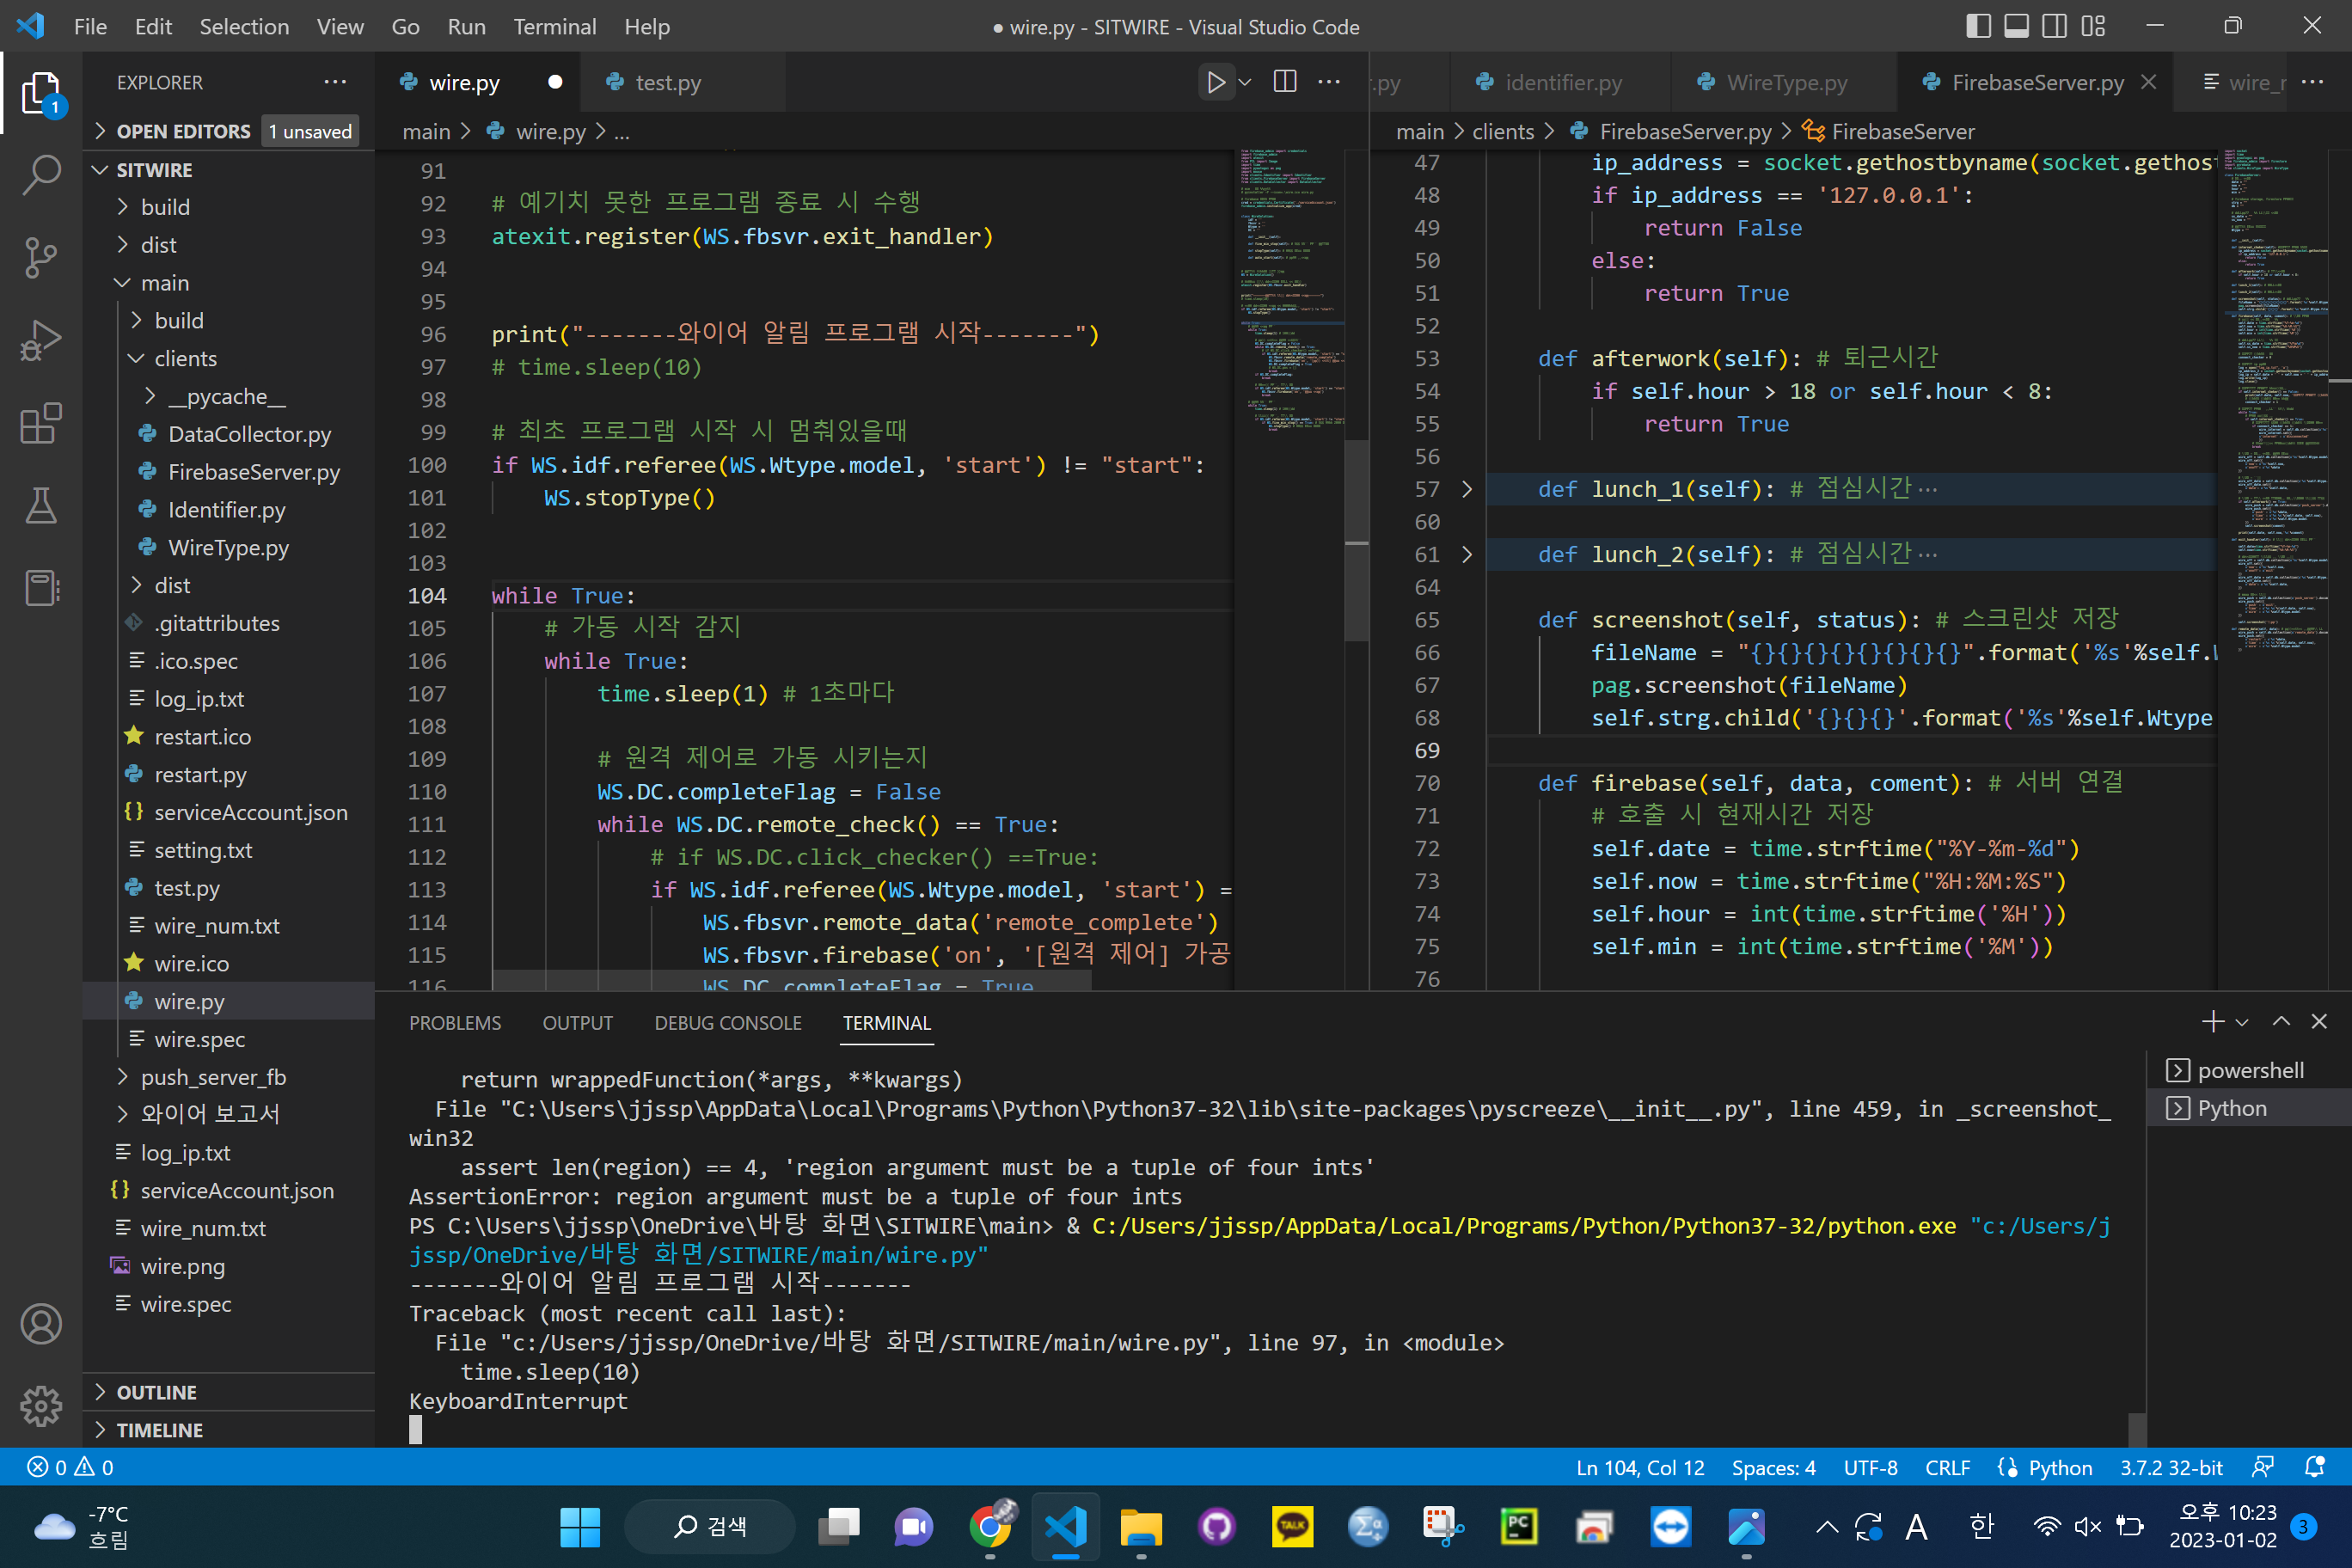 File Edit Selection View Go Run Terminal Help
● wire.py - SITWIRE - Visual Studio Code
EXPLORER
OPEN EDITORS 1 unsaved
SITWIRE
build
dist
main
build
clients
__pycache__
DataCollector.py
FirebaseServer.py
Identifier.py
WireType.py
dist
.gitattributes
.ico.spec
log_ip.txt
restart.ico
restart.py
serviceAccount.json
setting.txt
test.py
wire_num.txt
wire.ico
wire.py
wire.spec
push_server_fb
와이어 보고서
log_ip.txt
serviceAccount.json
wire_num.txt
wire.png
wire.spec
OUTLINE
TIMELINE
wire.py test.py
main > wire.py > ...
91
92 # 예기치 못한 프로그램 종료 시 수행
93 atexit.register(WS.fbsvr.exit_handler)
94
95
96 print("-------와이어 알림 프로그램 시작-------")
97 # time.sleep(10)
98
99 # 최초 프로그램 시작 시 멈춰있을때
100 if WS.idf.referee(WS.Wtype.model, 'start') != "start":
101 WS.stopType()
102
103
104 while True:
105 # 가동 시작 감지
106 while True:
107 time.sleep(1) # 1초마다
108
109 # 원격 제어로 가동 시키는지
110 WS.DC.completeFlag = False
111 while WS.DC.remote_check() == True:
112 # if WS.DC.click_checker() ==True:
113 if WS.idf.referee(WS.Wtype.model, 'start') =
114 WS.fbsvr.remote_data('remote_complete')
115 WS.fbsvr.firebase('on', '[원격 제어] 가공
116 WS.DC.completeFlag = True
.py identifier.py WireType.py FirebaseServer.py wire_r
main > clients > FirebaseServer.py > FirebaseServer
47 ip_address = socket.gethostbyname(socket.gethost
48 if ip_address == '127.0.0.1':
49 return False
50 else:
51 return True
52
53 def afterwork(self): # 퇴근시간
54 if self.hour > 18 or self.hour < 8:
55 return True
56
57 def lunch_1(self): # 점심시간⋯
60
61 def lunch_2(self): # 점심시간⋯
64
65 def screenshot(self, status): # 스크린샷 저장
66 fileName = "{}{}{}{}{}{}{}{}".format('%s'%self.W
67 pag.screenshot(fileName)
68 self.strg.child('{}{}{}'.format('%s'%self.Wtype
69
70 def firebase(self, data, coment): # 서버 연결
71 # 호출 시 현재시간 저장
72 self.date = time.strftime("%Y-%m-%d")
73 self.now = time.strftime("%H:%M:%S")
74 self.hour = int(time.strftime('%H'))
75 self.min = int(time.strftime('%M'))
76
PROBLEMS OUTPUT DEBUG CONSOLE TERMINAL
powershell
Python
return wrappedFunction(*args, **kwargs)
File "C:\Users\jjssp\AppData\Local\Programs\Python\Python37-32\lib\site-packages\pyscreeze\__init__.py", line 459, in _screenshot_
win32
assert len(region) == 4, 'region argument must be a tuple of four ints'
AssertionError: region argument must be a tuple of four ints
PS C:\Users\jjssp\OneDrive\바탕 화면\SITWIRE\main> & C:/Users/jjssp/AppData/Local/Programs/Python/Python37-32/python.exe "c:/Users/j
jssp/OneDrive/바탕 화면/SITWIRE/main/wire.py"
-------와이어 알림 프로그램 시작-------
Traceback (most recent call last):
File "c:/Users/jjssp/OneDrive/바탕 화면/SITWIRE/main/wire.py", line 97, in <module>
time.sleep(10)
KeyboardInterrupt
0 0
Ln 104, Col 12 Spaces: 4 UTF-8 CRLF Python 3.7.2 32-bit
-7°C
흐림
검색
TALK
PC
A 한
오후 10:23
2023-01-02
3